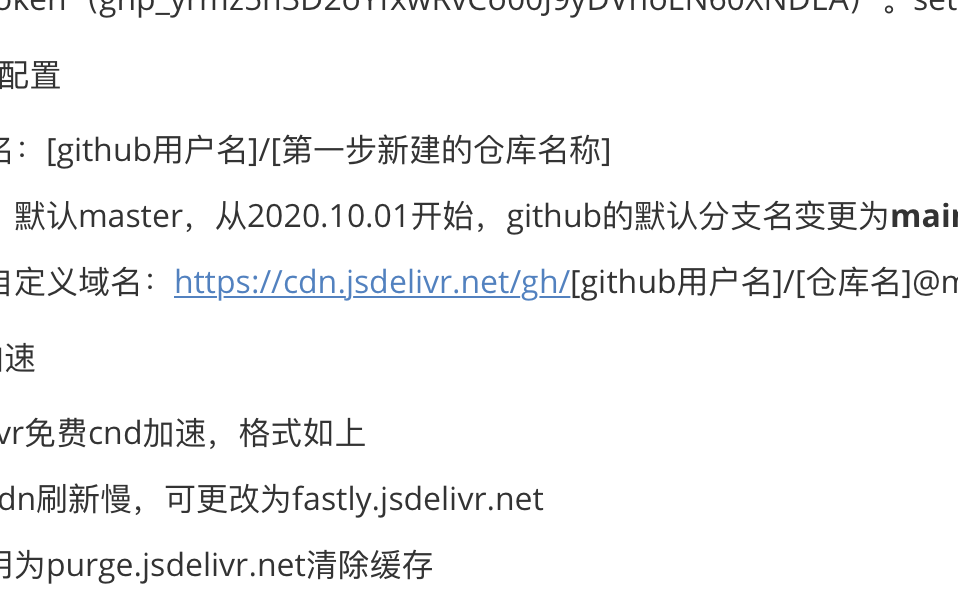 配置
名：[github用户名]/[第一步新建的仓库名称]
默认master，从2020.10.01开始，github的默认分支名变更为main
自定义域名：https://cdn.jsdelivr.net/gh/[github用户名]/[仓库名]@m
加速
vr免费cnd加速，格式如上
dn刷新慢，可更改为fastly.jsdelivr.net
用为purge.jsdelivr.net清除缓存